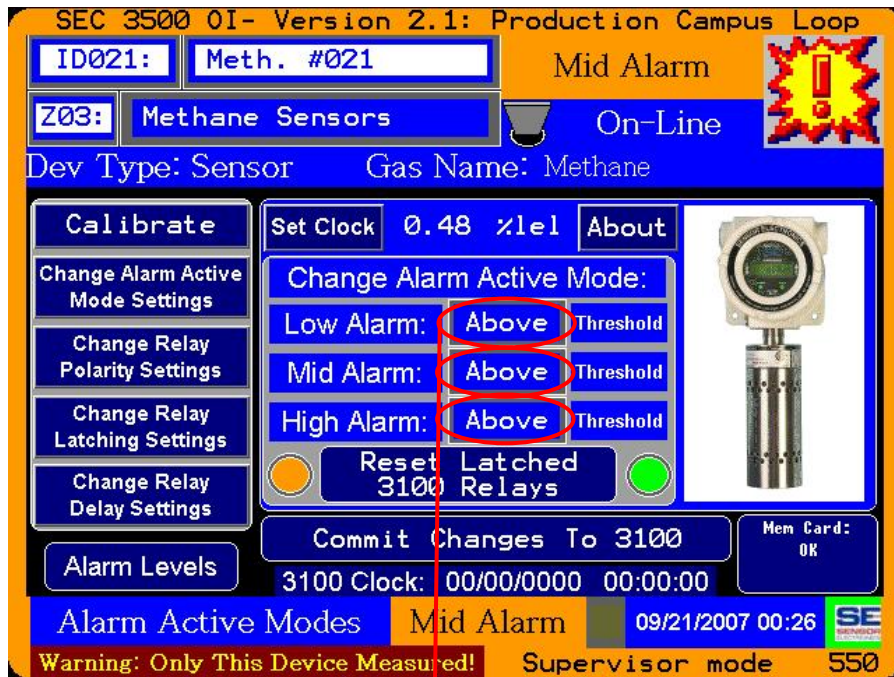 SEC 3500 OI- Version 2.1: Production Campus Loop
ID021: Meth. #021 Mid Alarm
Z03: Methane Sensors On-Line
Dev Type: Sensor Gas Name: Methane
Calibrate
Change Alarm Active
Mode Settings
Change Relay
Polarity Settings
Change Relay
Latching Settings
Change Relay
Delay Settings
Alarm Levels
Set Clock 0.48 %lel About
Change Alarm Active Mode:
Low Alarm: Above Threshold
Mid Alarm: Above Threshold
High Alarm: Above Threshold
Reset Latched
3100 Relays
Commit Changes To 3100
3100 Clock: 00/00/0000 00:00:00
Mem Card:
OK
Alarm Active Modes Mid Alarm 09/21/2007 00:26 SE
SENSOR
Warning: Only This Device Measured! Supervisor mode 550